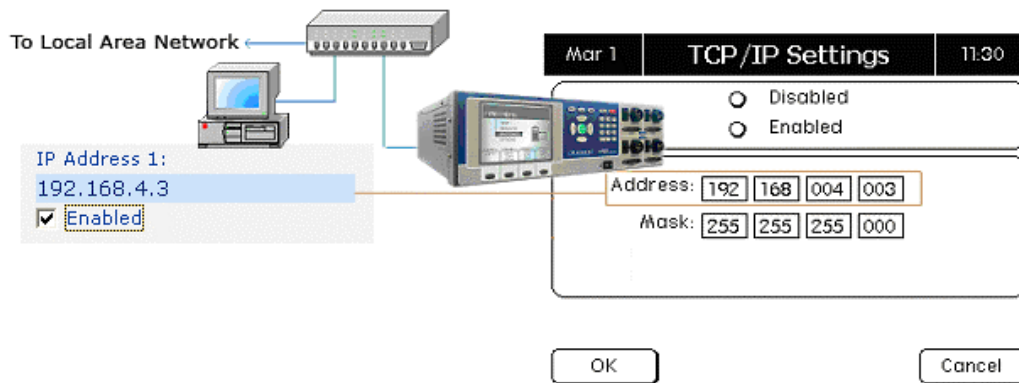 To Local Area Network
IP Address 1:
192.168.4.3
Enabled
Mar 1 TCP/IP Settings 11:30
Disabled
Enabled
Address: 192 168 004 003
Mask: 255 255 255 000
OK Cancel